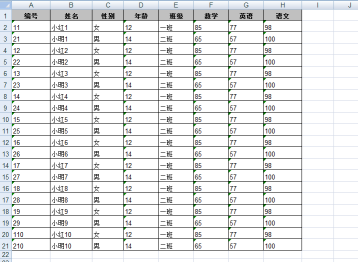 A B C D E F G H I J
1 编号 姓名 性别 年龄 班级 数学 英语 语文
2 11 小红1 女 12 一班 85 77 98
3 21 小明1 男 14 二班 65 57 100
4 12 小红2 女 12 一班 85 77 98
5 22 小明2 男 14 二班 65 57 100
6 13 小红3 女 12 一班 85 77 98
7 23 小明3 男 14 二班 65 57 100
8 14 小红4 女 12 一班 85 77 98
9 24 小明4 男 14 二班 65 57 100
10 15 小红5 女 12 一班 85 77 98
11 25 小明5 男 14 二班 65 57 100
12 16 小红6 女 12 一班 85 77 98
13 26 小明6 男 14 二班 65 57 100
14 17 小红7 女 12 一班 85 77 98
15 27 小明7 男 14 二班 65 57 100
16 18 小红8 女 12 一班 85 77 98
17 28 小明8 男 14 二班 65 57 100
18 19 小红9 女 12 一班 85 77 98
19 29 小明9 男 14 二班 65 57 100
20 110 小红10 女 12 一班 85 77 98
21 210 小明10 男 14 二班 65 57 100
22